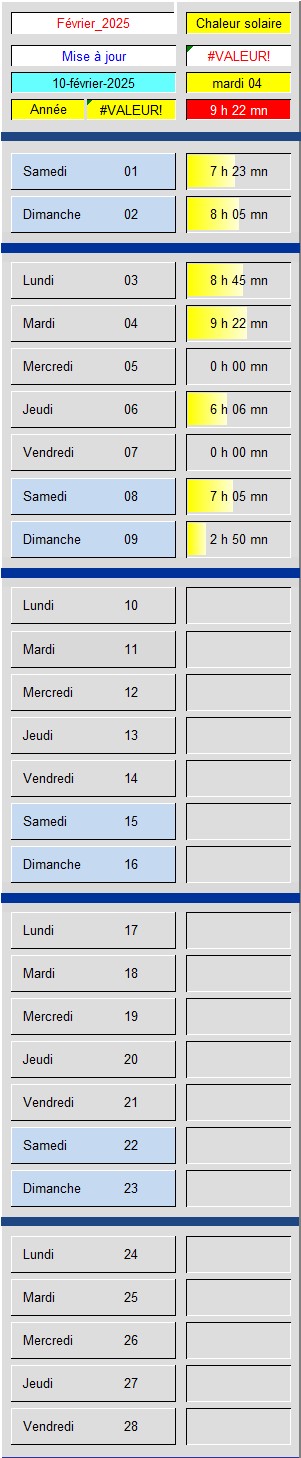 Février_2025 Chaleur solaire
Mise à jour #VALEUR!
10-février-2025 mardi 04
Année #VALEUR! 9 h 22 mn
Samedi 01 7 h 23 mn
Dimanche 02 8 h 05 mn
Lundi 03 8 h 45 mn
Mardi 04 9 h 22 mn
Mercredi 05 0 h 00 mn
Jeudi 06 6 h 06 mn
Vendredi 07 0 h 00 mn
Samedi 08 7 h 05 mn
Dimanche 09 2 h 50 mn
Lundi 10
Mardi 11
Mercredi 12
Jeudi 13
Vendredi 14
Samedi 15
Dimanche 16
Lundi 17
Mardi 18
Mercredi 19
Jeudi 20
Vendredi 21
Samedi 22
Dimanche 23
Lundi 24
Mardi 25
Mercredi 26
Jeudi 27
Vendredi 28